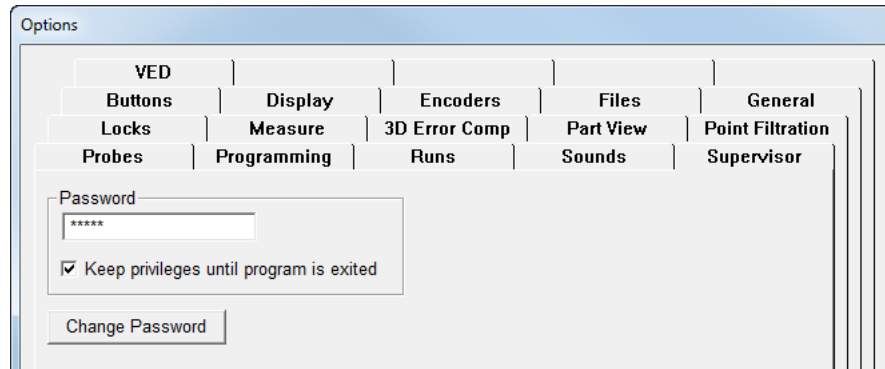 Options
VED
Buttons Display Encoders Files General
Locks Measure 3D Error Comp Part View Point Filtration
Probes Programming Runs Sounds Supervisor
Password
*****
Keep privileges until program is exited
Change Password